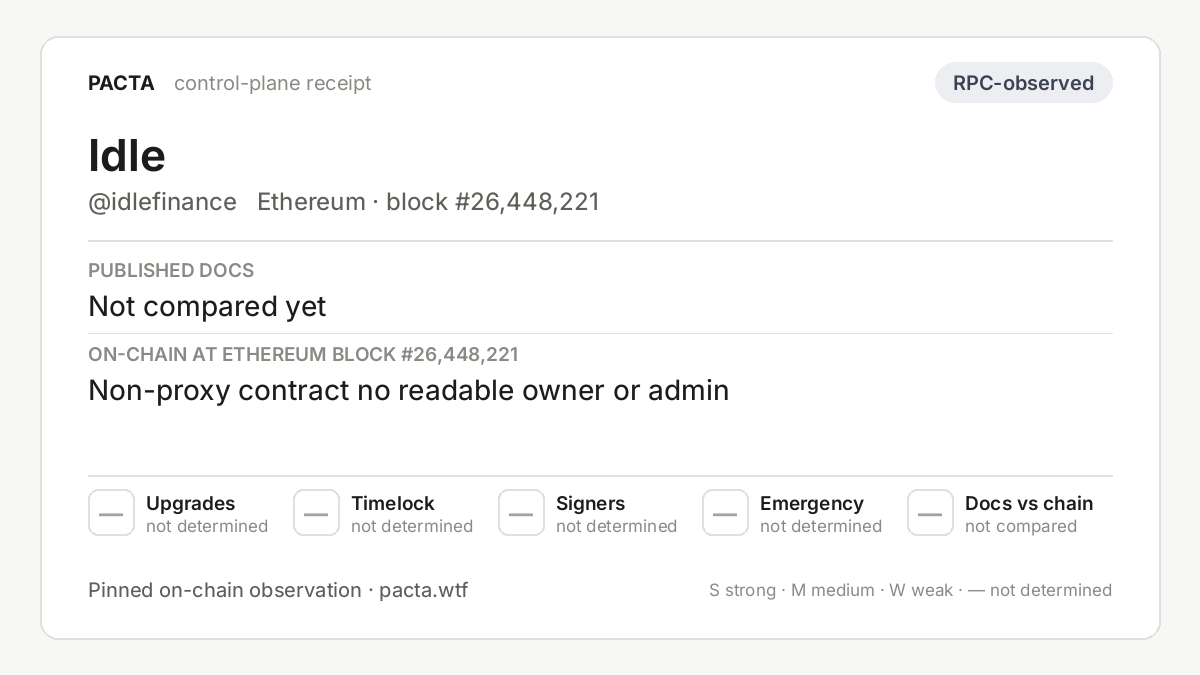 PACTA control-plane receipt
RPC-observed
Idle
@idlefinance Ethereum · block #26,448,221
PUBLISHED DOCS
Not compared yet
ON-CHAIN AT ETHEREUM BLOCK #26,448,221
Non-proxy contract no readable owner or admin
— Upgrades
not determined
— Timelock
not determined
— Signers
not determined
— Emergency
not determined
— Docs vs chain
not compared
Pinned on-chain observation · pacta.wtf
S strong · M medium · W weak · — not determined